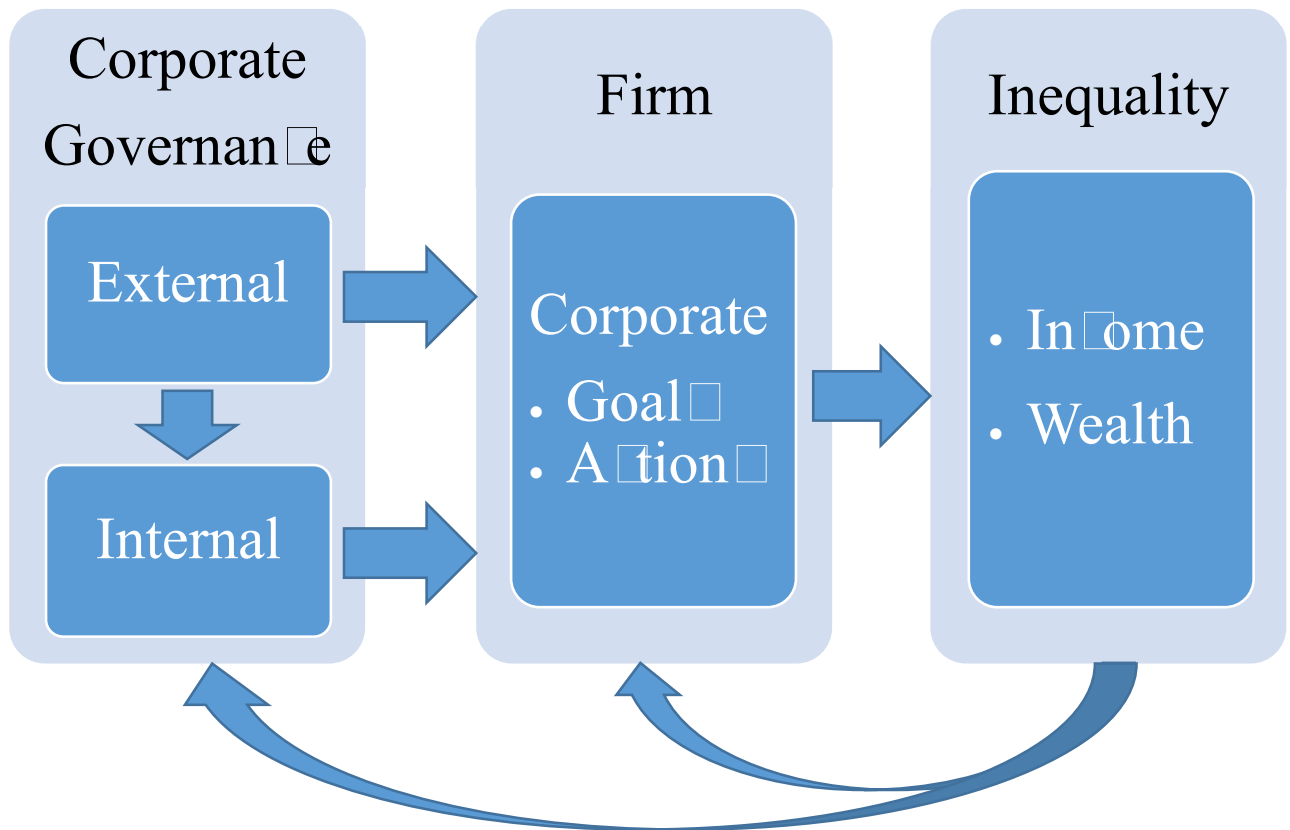 Corporate
Governan□e
External
Internal
Firm
Corporate
• Goal□
• A□tion□
Inequality
• In□ome
• Wealth